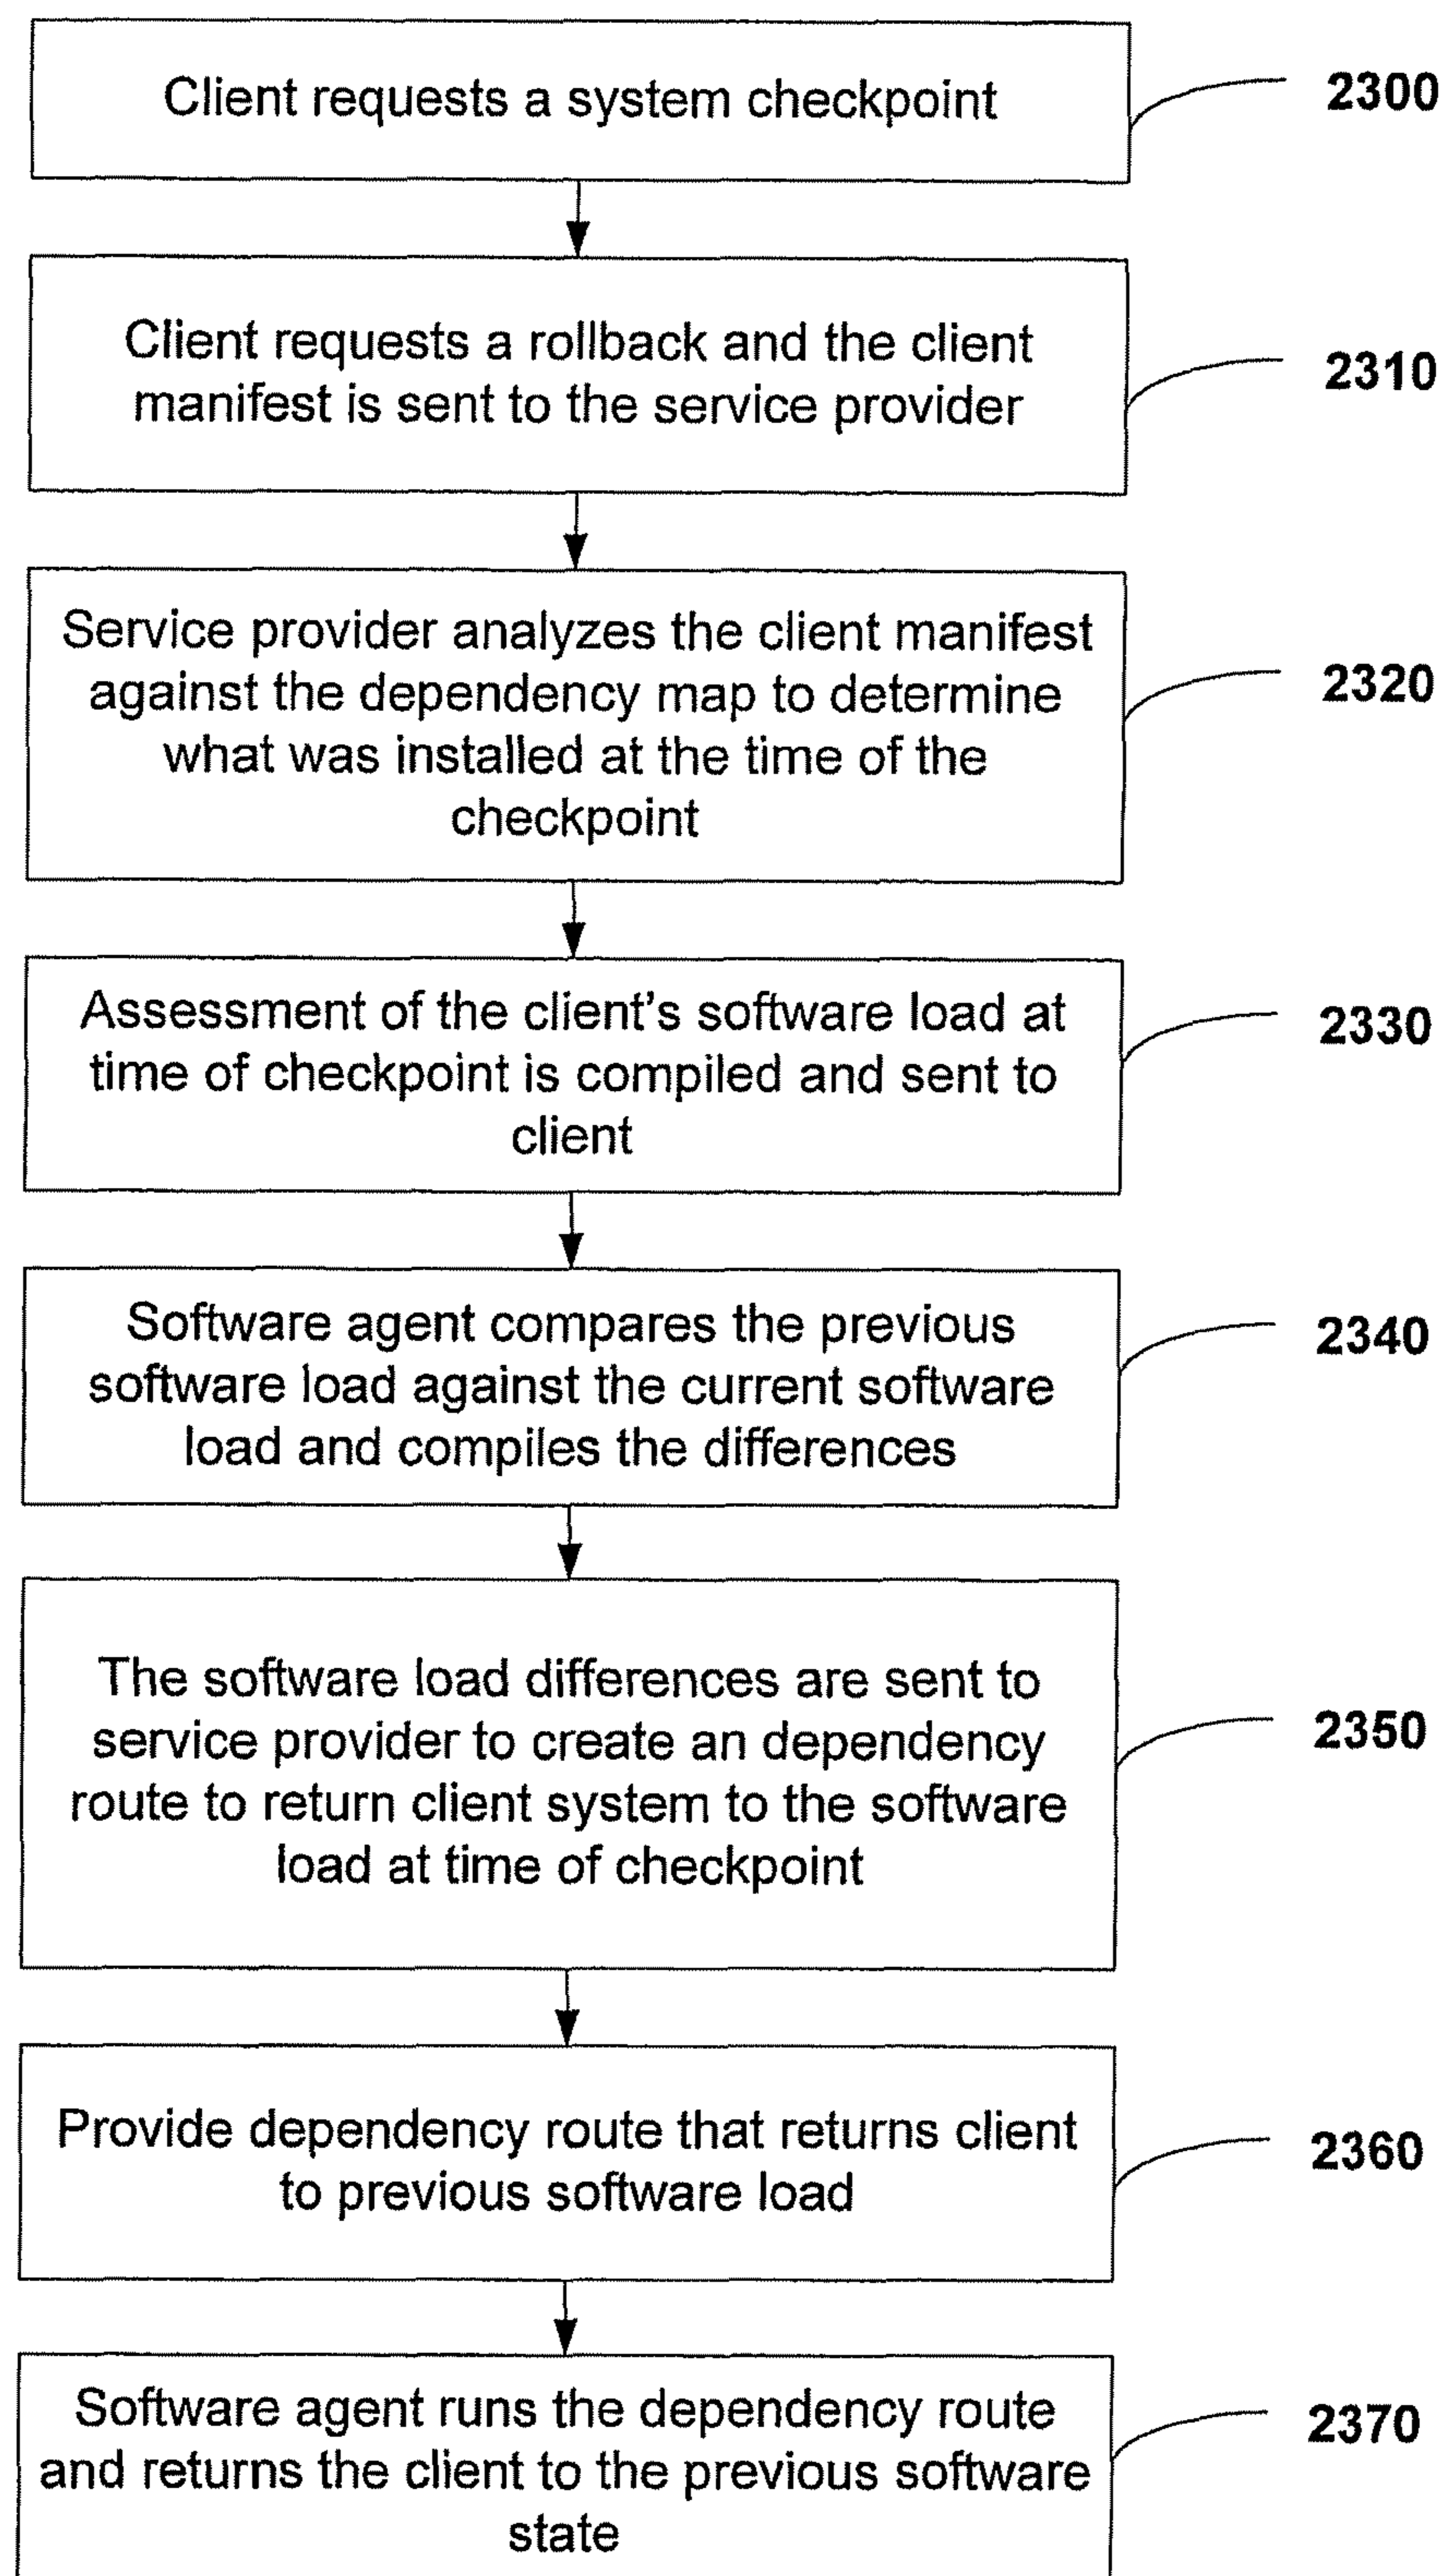 Client requests a system checkpoint
2300
Client requests a rollback and the client
manifest is sent to the service provider
2310
Service provider analyzes the client manifest
against the dependency map to determine
what was installed at the time of the
checkpoint
2320
Assessment of the client's software load at
time of checkpoint is compiled and sent to
client
2330
Software agent compares the previous
software load against the current software
load and compiles the differences
2340
The software load differences are sent to
service provider to create an dependency
route to return client system to the software
load at time of checkpoint
2350
Provide dependency route that returns client
to previous software load
2360
Software agent runs the dependency route
and returns the client to the previous software
state
2370